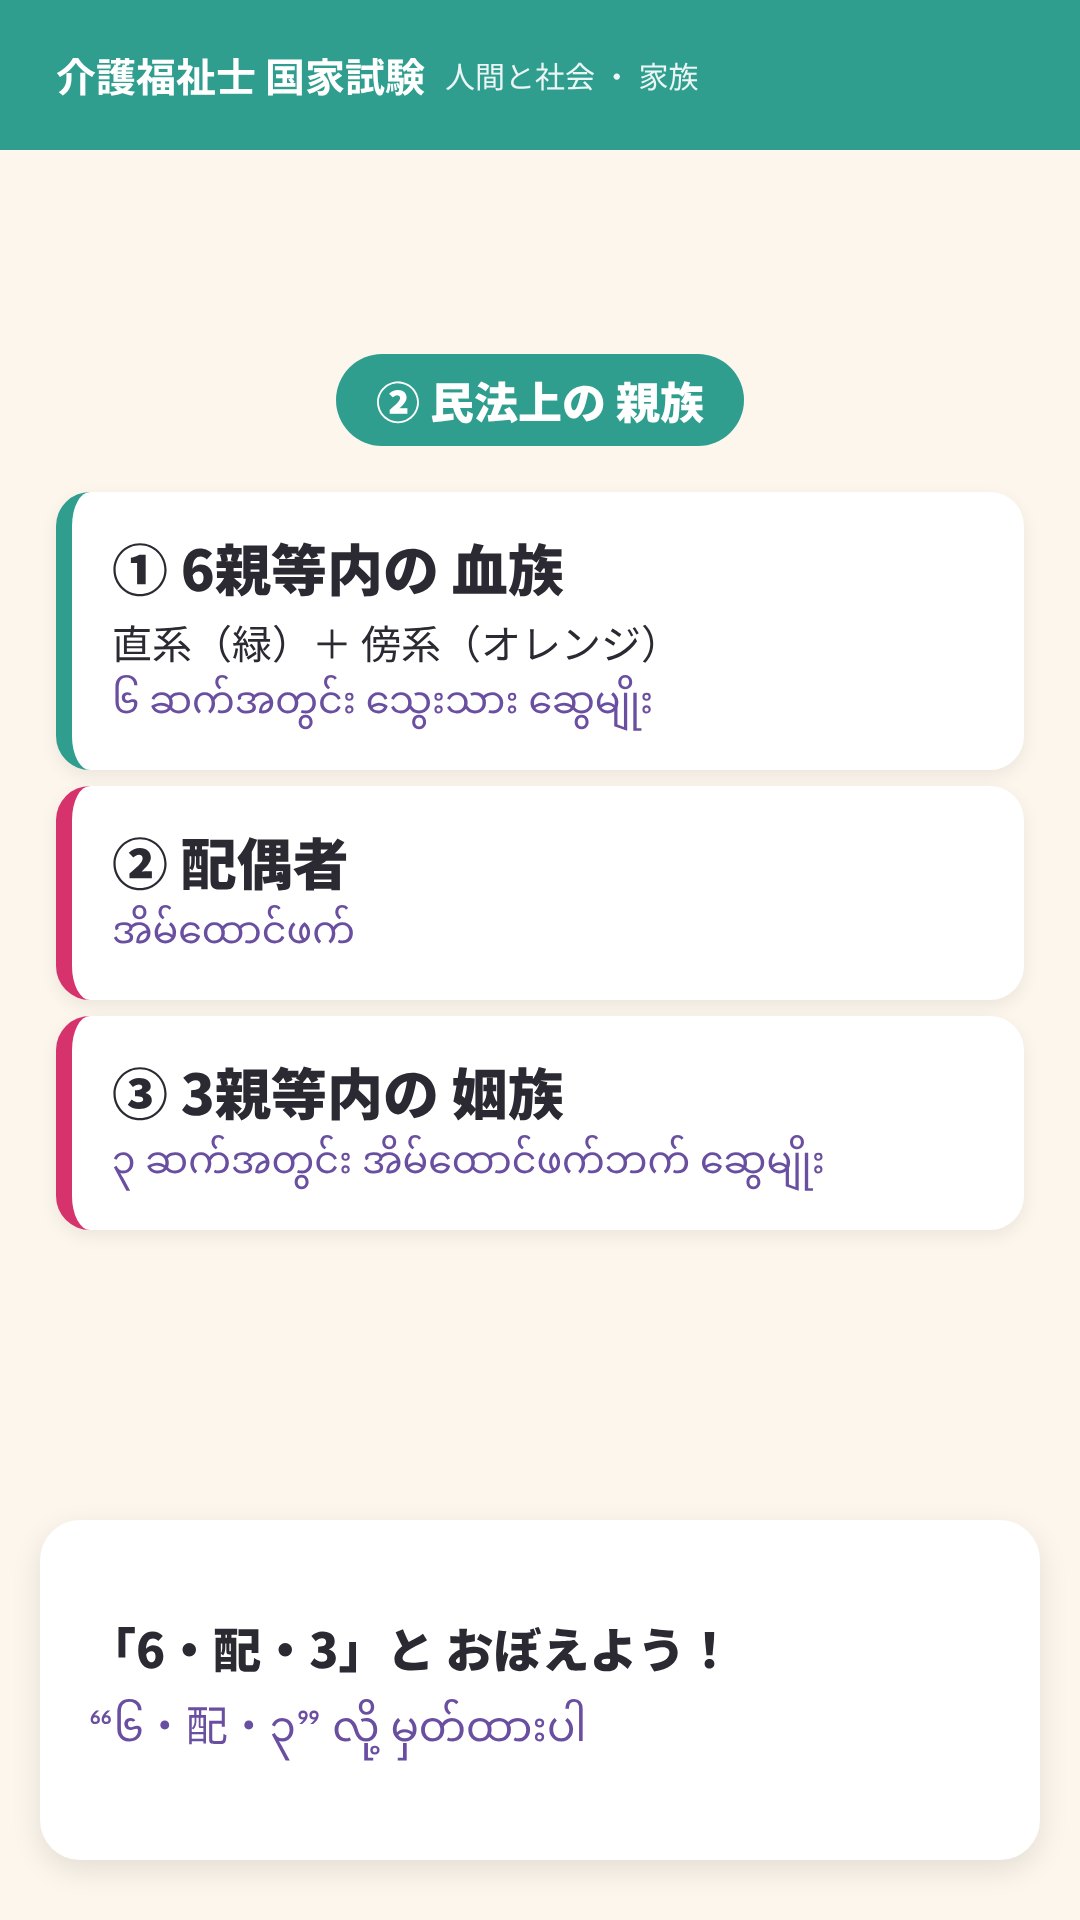 介護福祉士 国家試験 人間と社会 ・ 家族
② 民法上の 親族
① 6親等内の 血族
直系（緑）＋ 傍系（オレンジ）
၆ ဆက်အတွင်း သွေးသား ဆွေမျိုး
② 配偶者
အိမ်ထောင်ဖက်
③ 3親等内の 姻族
၃ ဆက်အတွင်း အိမ်ထောင်ဖက်ဘက် ဆွေမျိုး
「6・配・3」と おぼえよう！
“၆・配・၃” လို့ မှတ်ထားပါ